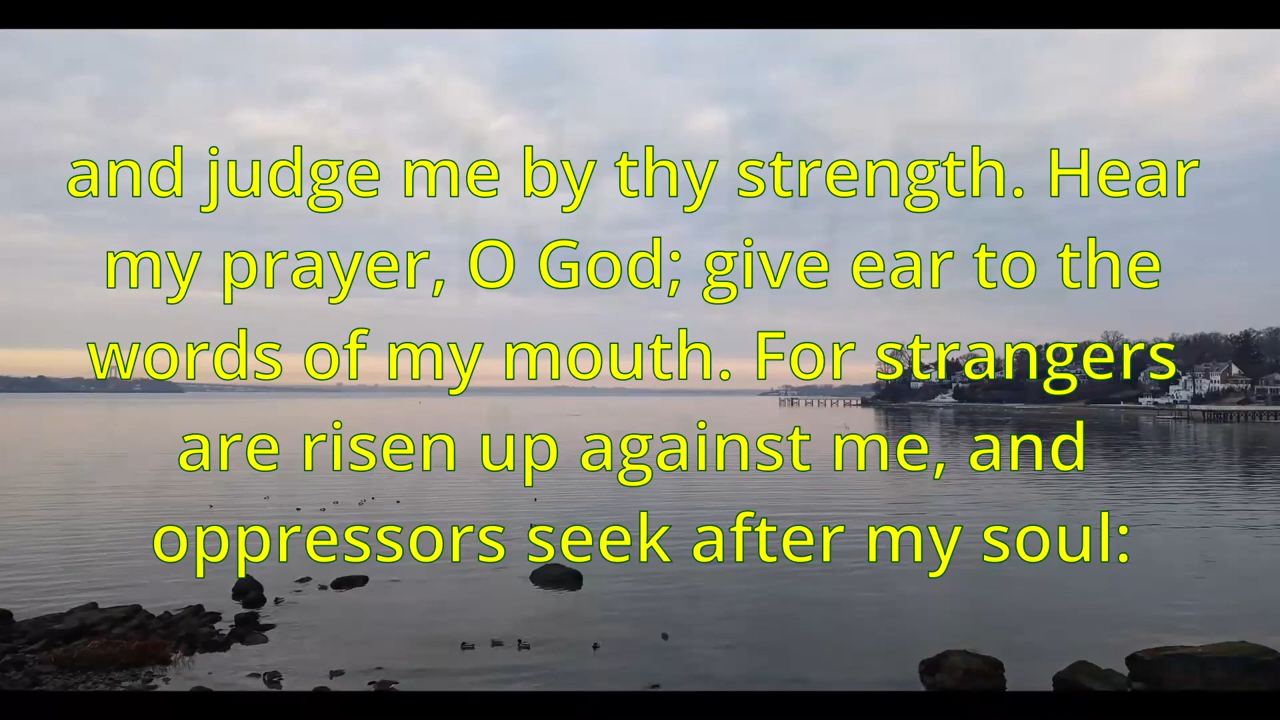 and judge me by thy strength. Hear
my prayer, O God; give ear to the
words of my mouth. For strangers
are risen up against me, and
oppressors seek after my soul: